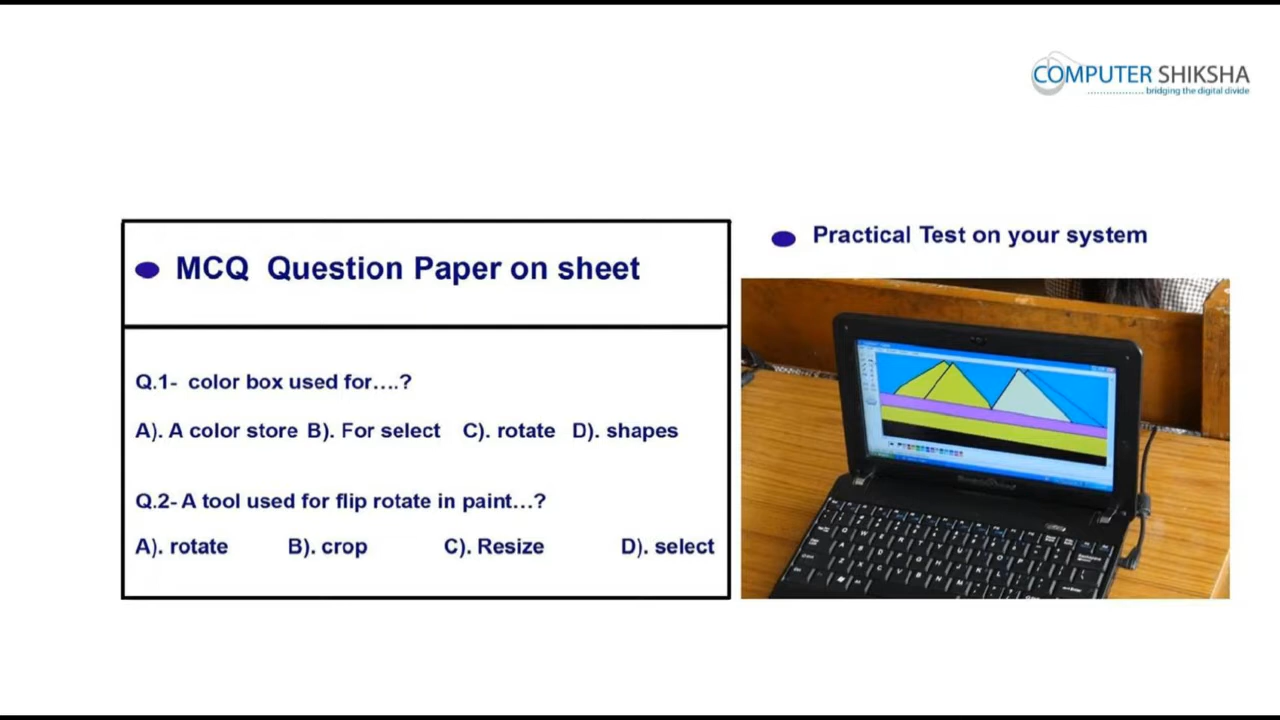 COMPUTER SHIKSHA
bridging the digital divide
MCQ Question Paper on sheet
Q.1- color box used for....?
A). A color store B). For select C). rotate D). shapes
Q.2- A tool used for flip rotate in paint...?
A). rotate B). crop C). Resize D). select
Practical Test on your system